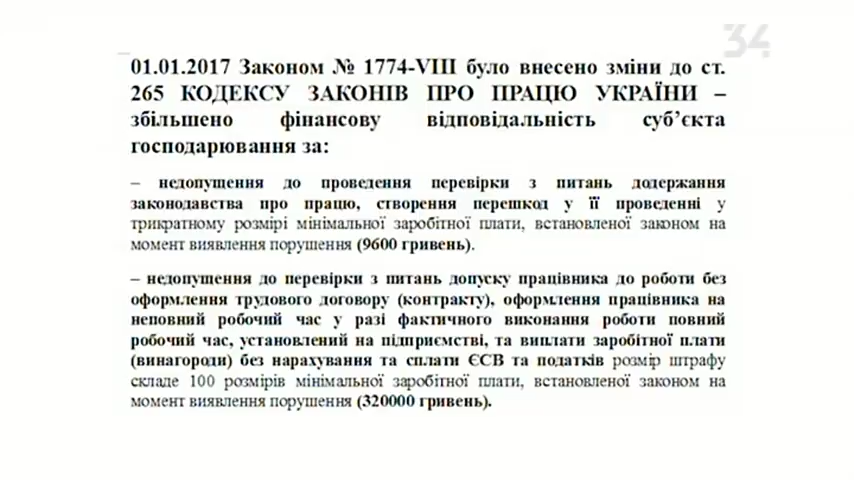 34
01.01.2017 Законом № 1774-VIII було внесено зміни до ст.
265 КОДЕКСУ ЗАКОНІВ ПРО ПРАЦЮ УКРАЇНИ –
збільшено фінансову відповідальність суб’єкта
господарювання за:
– недопущення до проведення перевірки з питань додержання
законодавства про працю, створення перешкод у її проведенні у
трикратному розмірі мінімальної заробітної плати, встановленої законом на
момент виявлення порушення (9600 гривень).
– недопущення до перевірки з питань допуску працівника до роботи без
оформлення трудового договору (контракту), оформлення працівника на
неповний робочий час у разі фактичного виконання роботи повний
робочий час, установлений на підприємстві, та виплати заробітної плати
(винагороди) без нарахування та сплати ЄСВ та податків розмір штрафу
складе 100 розмірів мінімальної заробітної плати, встановленої законом на
момент виявлення порушення (320000 гривень).